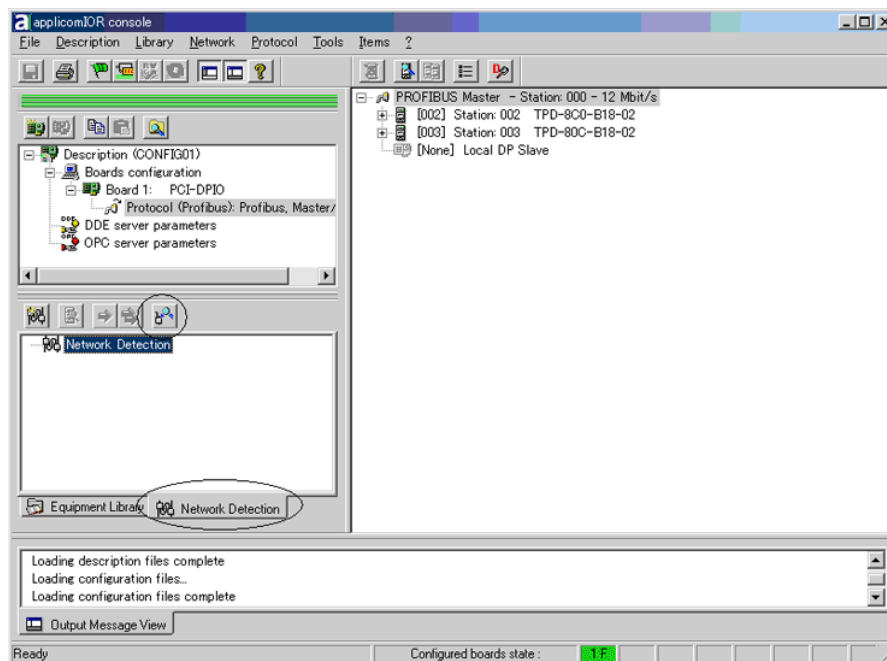 applicomIOR console
File Description Library Network Protocol Tools Items ?
PROFIBUS Master - Station: 000 - 12 Mbit/s
[002] Station: 002 TPD-8C0-B18-02
[003] Station: 003 TPD-80C-B18-02
[None] Local DP Slave
Description (CONFIG01)
Boards configuration
Board 1: PCI-DPIO
Protocol (Profibus): Profibus, Master/
DDE server parameters
OPC server parameters
Network Detection
Equipment Library
Network Detection
Loading description files complete
Loading configuration files...
Loading configuration files complete
Output Message View
Ready
Configured boards state :
1:F